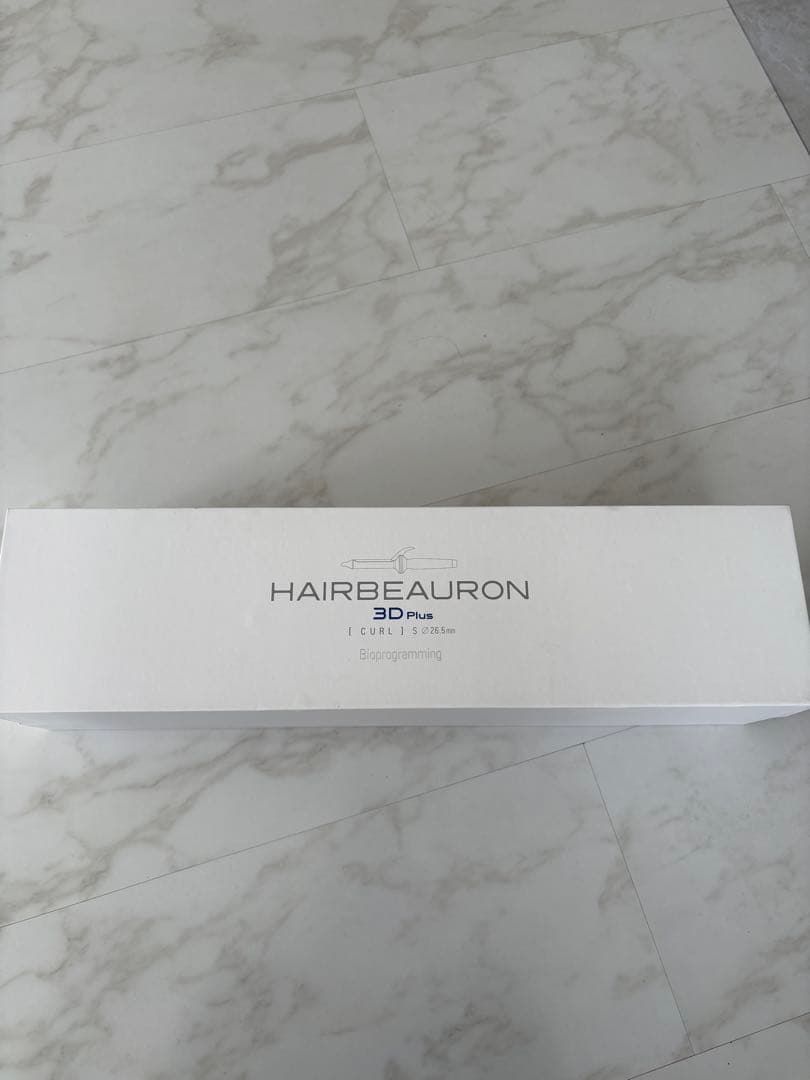 HAIRBEAURON
3D Plus
[ CURL ] S ∅26.5mm
Bioprogramming